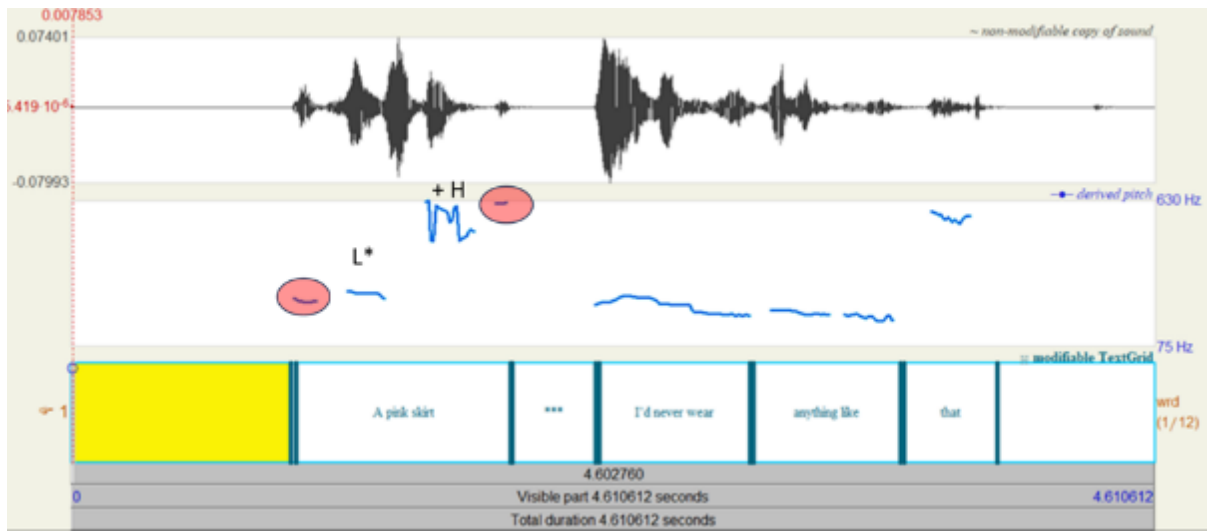 0.007853
0.07401
~ non-modifiable copy of sound
5.419·10-6
-0.07993
+ H
derived pitch
630 Hz
L*
75 Hz
modifiable TextGrid
1
A pink skirt
***
I'd never wear
anything like
that
wrd
(1/12)
4.602760
0
Visible part 4.610612 seconds
4.610612
Total duration 4.610612 seconds